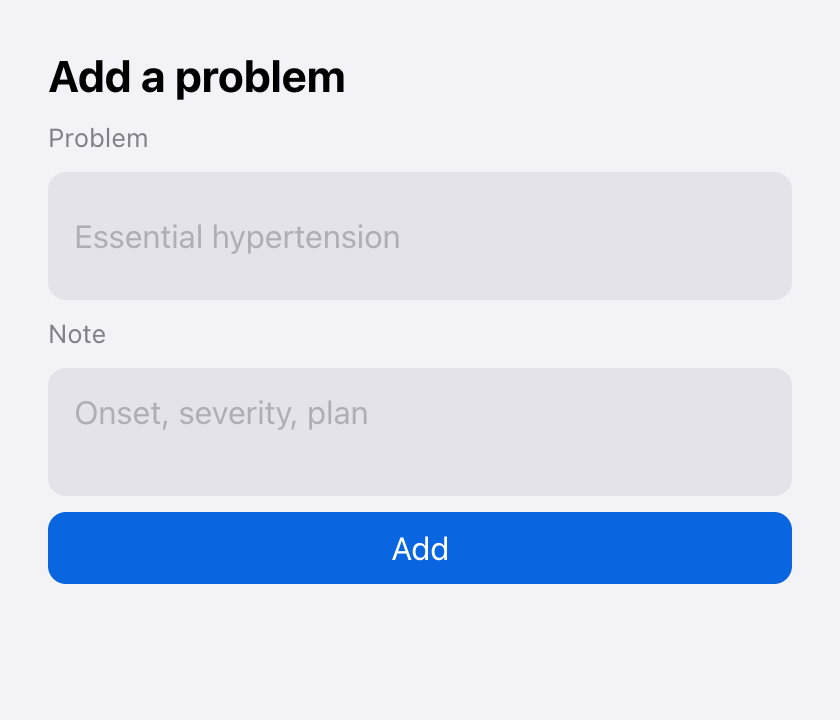 Add a problem
Problem
Essential hypertension
Note
Onset, severity, plan
Add